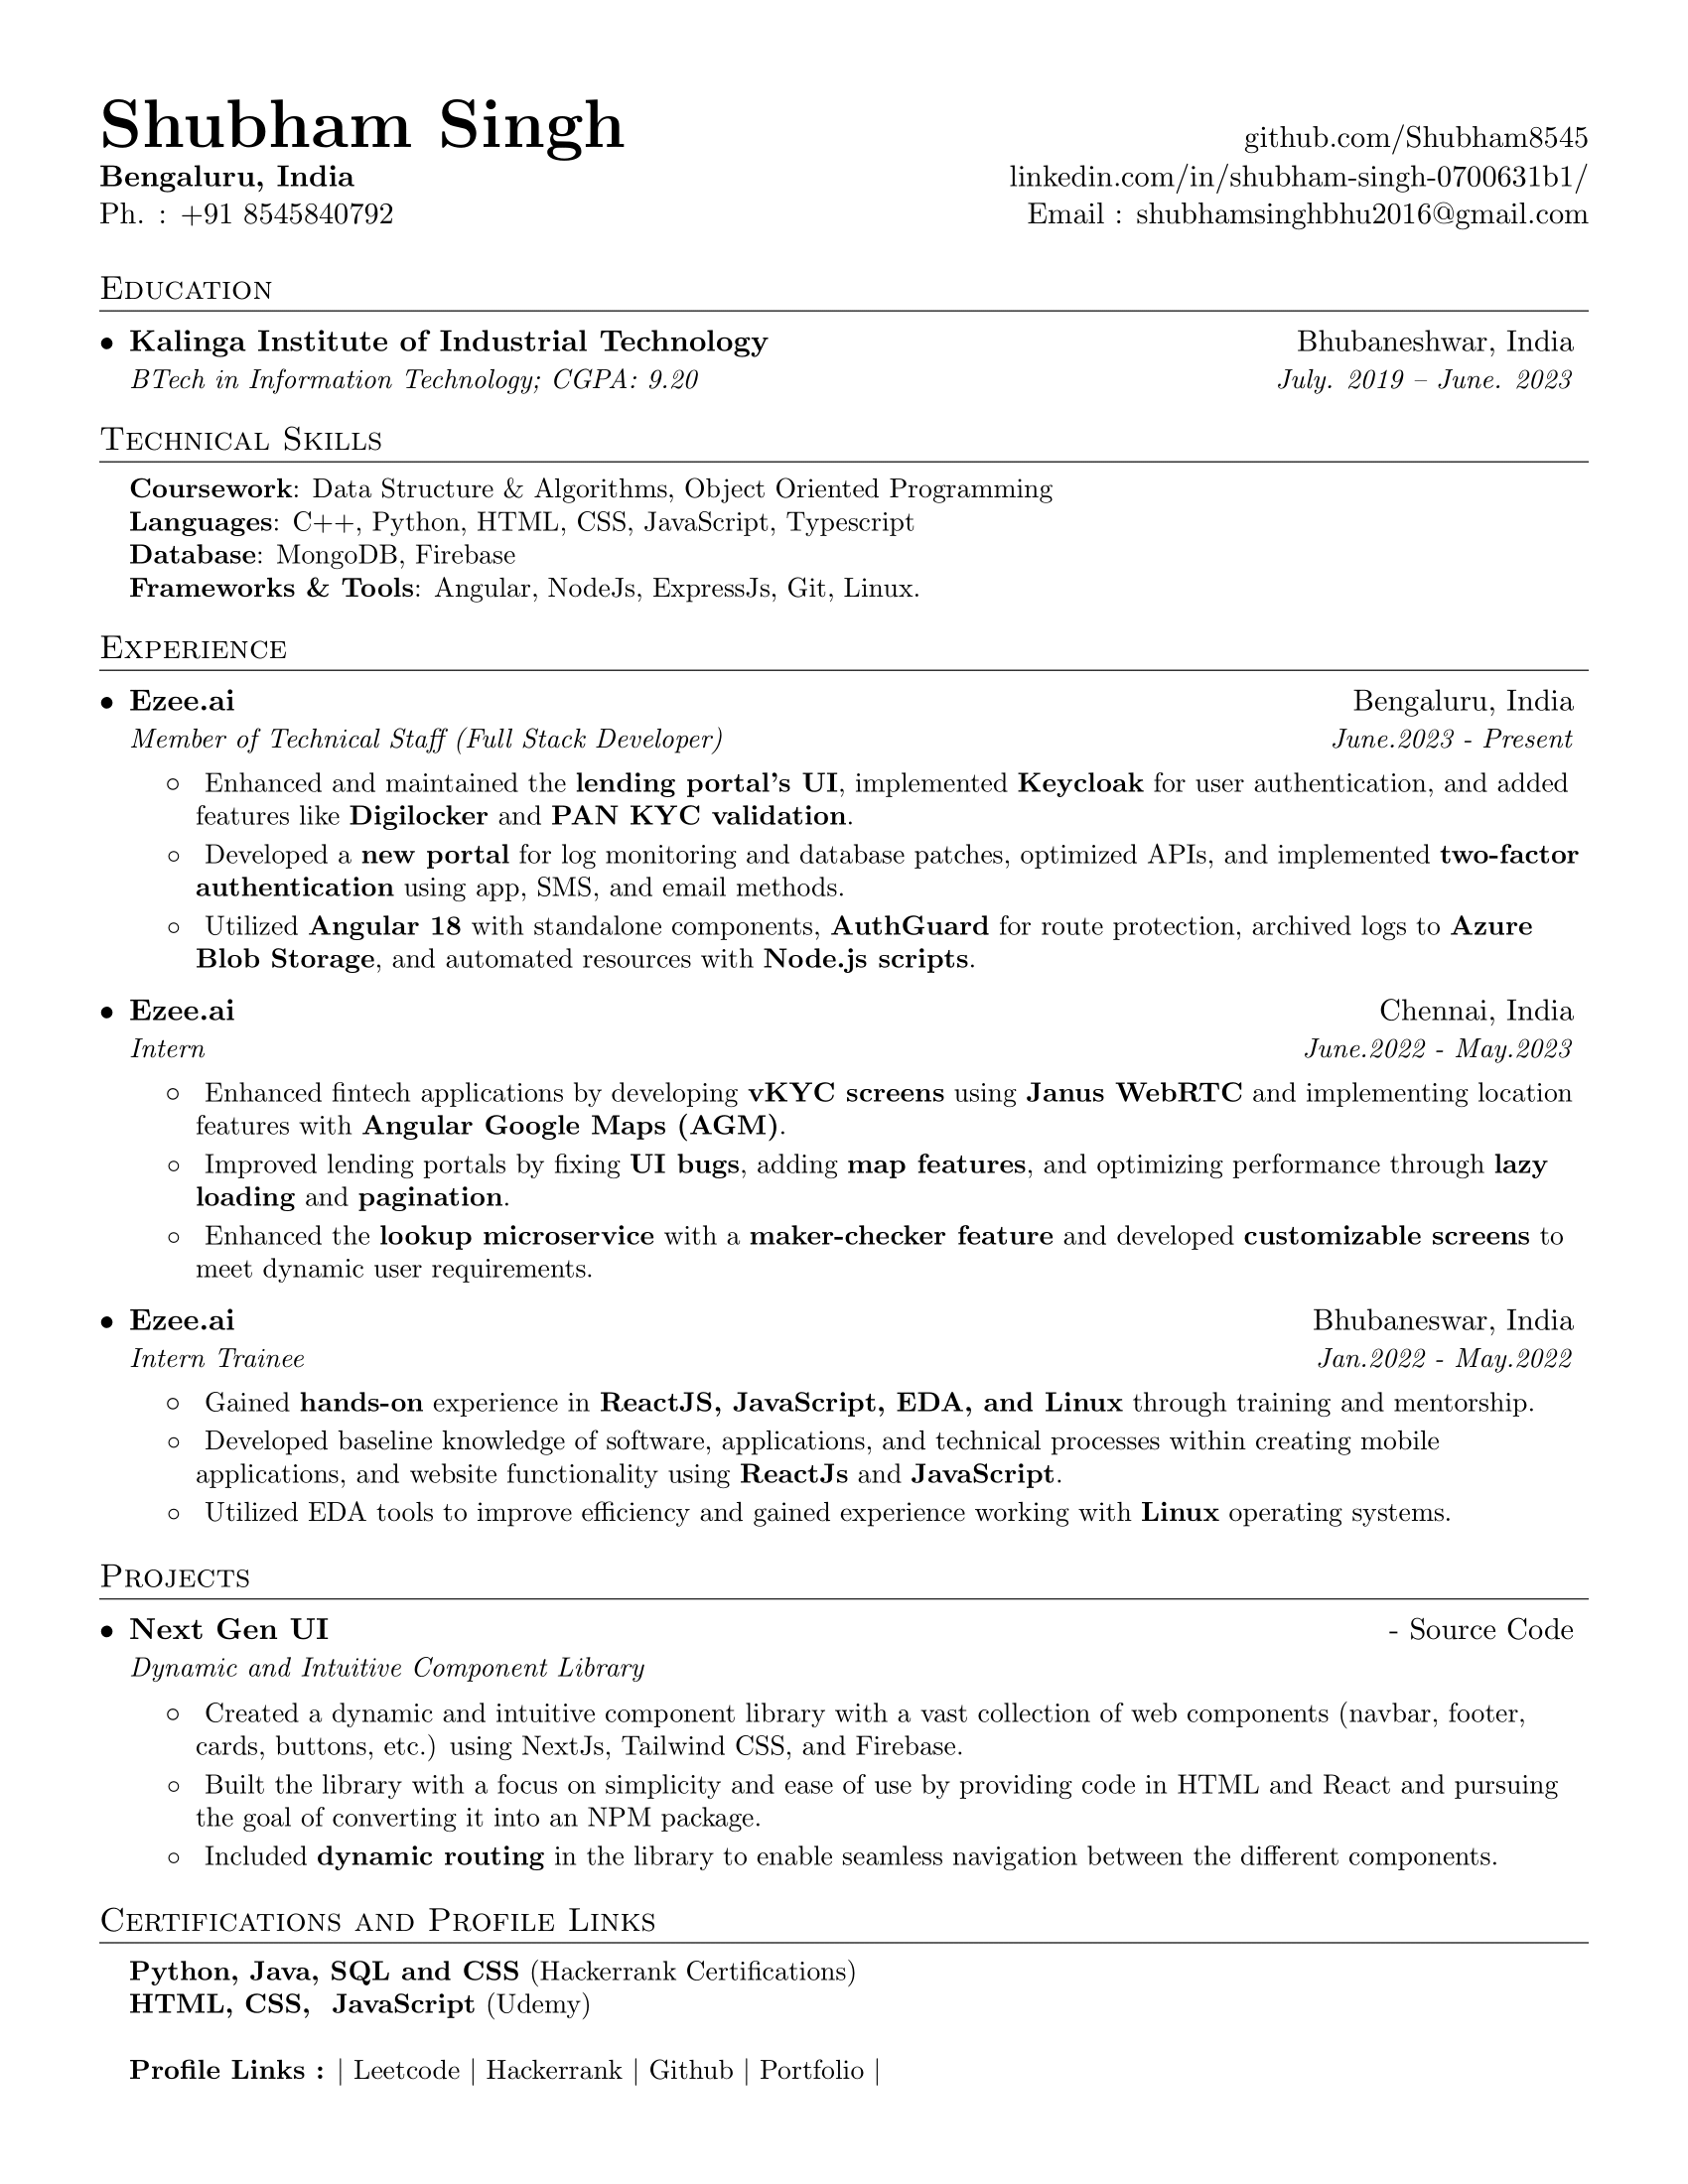 Shubham Singh
github.com/Shubham8545
Bengaluru, India
linkedin.com/in/shubham-singh-0700631b1/
Ph. : +91 8545840792
Email : shubhamsinghbhu2016@gmail.com
Education
• Kalinga Institute of Industrial Technology
Bhubaneshwar, India
BTech in Information Technology; CGPA: 9.20
July. 2019 – June. 2023
Technical Skills
Coursework: Data Structure & Algorithms, Object Oriented Programming
Languages: C++, Python, HTML, CSS, JavaScript, Typescript
Database: MongoDB, Firebase
Frameworks & Tools: Angular, NodeJs, ExpressJs, Git, Linux.
Experience
• Ezee.ai
Bengaluru, India
Member of Technical Staff (Full Stack Developer)
June.2023 - Present
◦ Enhanced and maintained the lending portal's UI, implemented Keycloak for user authentication, and added
features like Digilocker and PAN KYC validation.
◦ Developed a new portal for log monitoring and database patches, optimized APIs, and implemented two-factor
authentication using app, SMS, and email methods.
◦ Utilized Angular 18 with standalone components, AuthGuard for route protection, archived logs to Azure
Blob Storage, and automated resources with Node.js scripts.
• Ezee.ai
Chennai, India
Intern
June.2022 - May.2023
◦ Enhanced fintech applications by developing vKYC screens using Janus WebRTC and implementing location
features with Angular Google Maps (AGM).
◦ Improved lending portals by fixing UI bugs, adding map features, and optimizing performance through lazy
loading and pagination.
◦ Enhanced the lookup microservice with a maker-checker feature and developed customizable screens to
meet dynamic user requirements.
• Ezee.ai
Bhubaneswar, India
Intern Trainee
Jan.2022 - May.2022
◦ Gained hands-on experience in ReactJS, JavaScript, EDA, and Linux through training and mentorship.
◦ Developed baseline knowledge of software, applications, and technical processes within creating mobile
applications, and website functionality using ReactJs and JavaScript.
◦ Utilized EDA tools to improve efficiency and gained experience working with Linux operating systems.
Projects
• Next Gen UI
- Source Code
Dynamic and Intuitive Component Library
◦ Created a dynamic and intuitive component library with a vast collection of web components (navbar, footer,
cards, buttons, etc.) using NextJs, Tailwind CSS, and Firebase.
◦ Built the library with a focus on simplicity and ease of use by providing code in HTML and React and pursuing
the goal of converting it into an NPM package.
◦ Included dynamic routing in the library to enable seamless navigation between the different components.
Certifications and Profile Links
Python, Java, SQL and CSS (Hackerrank Certifications)
HTML, CSS, JavaScript (Udemy)
Profile Links : | Leetcode | Hackerrank | Github | Portfolio |